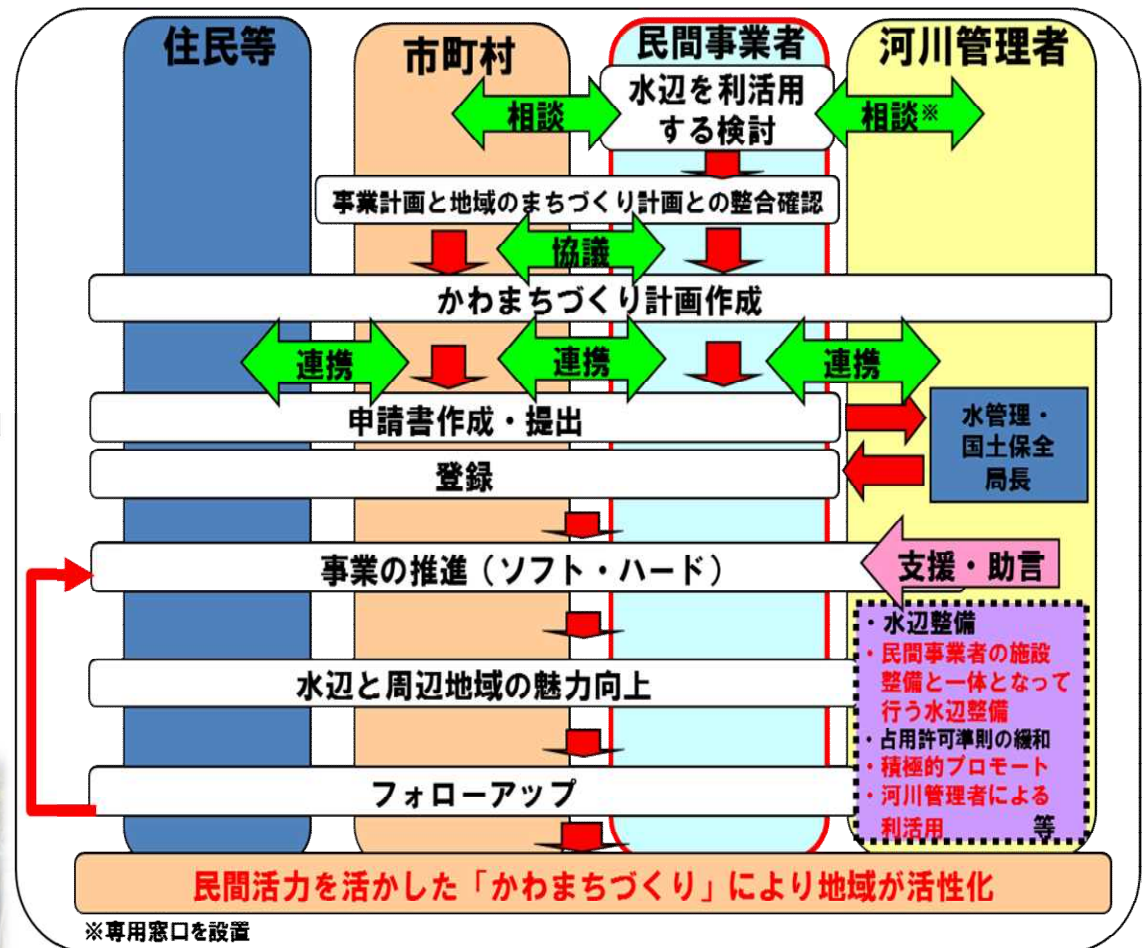 住民等
市町村
民間事業者
河川管理者
水辺を利活用
する検討
相談
相談※
事業計画と地域のまちづくり計画との整合確認
協議
かわまちづくり計画作成
連携
連携
連携
申請書作成・提出
水管理・
国土保全
局長
登録
事業の推進（ソフト・ハード）
支援・助言
・水辺整備
・民間事業者の施設
整備と一体となって
行う水辺整備
・占用許可準則の緩和
・積極的プロモート
・河川管理者による
利活用 等
水辺と周辺地域の魅力向上
フォローアップ
民間活力を活かした「かわまちづくり」により地域が活性化
※専用窓口を設置